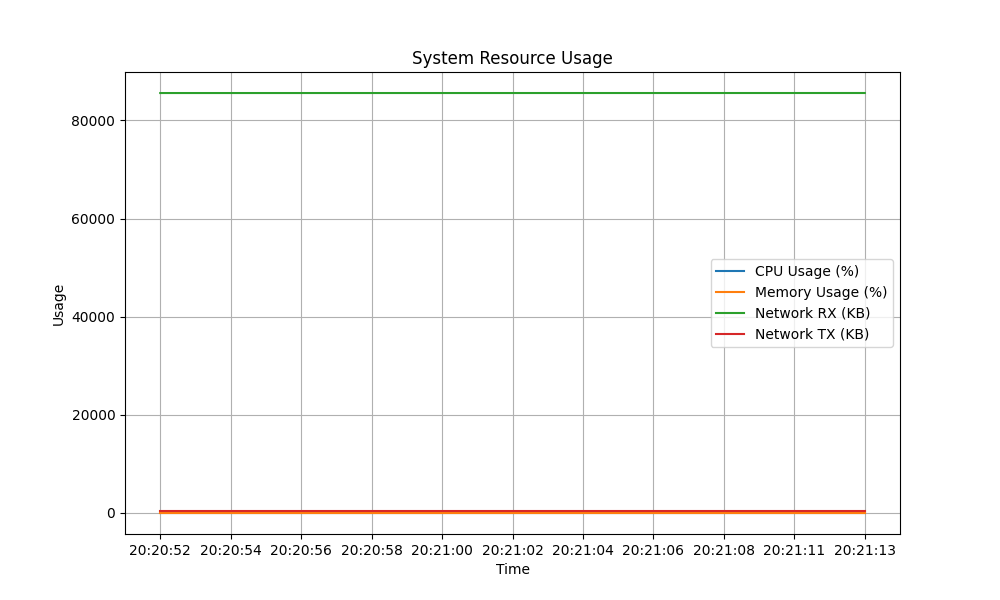 System Resource Usage
80000
60000
40000
20000
0
Usage
CPU Usage (%)
Memory Usage (%)
Network RX (KB)
Network TX (KB)
20:20:52 20:20:54 20:20:56 20:20:58 20:21:00 20:21:02 20:21:04 20:21:06 20:21:08 20:21:11 20:21:13
Time